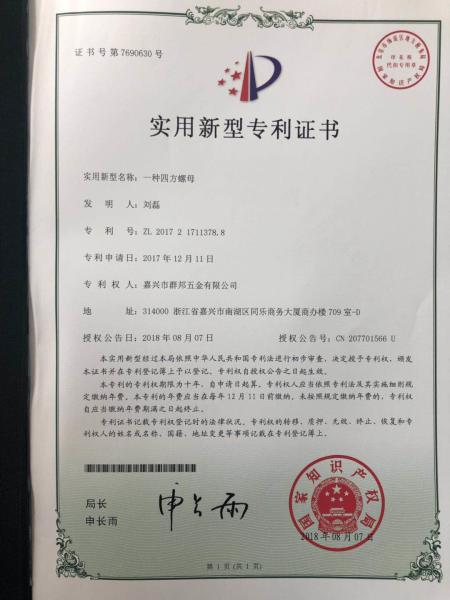 证书号第7690630号
印花税
代扣专用章
实用新型专利证书
实用新型名称：一种四方螺母
发明人：刘磊
专利号：ZL 2017 2 1711378.8
专利申请日：2017年12月11日
专利权人：嘉兴市群邦五金有限公司
地址：314000 浙江省嘉兴市南湖区同乐商务大厦商办楼709室-D
授权公告日：2018年08月07日 授权公告号：CN 207701566 U
本实用新型经过本局依照中华人民共和国专利法进行初步审查，决定授予专利权，颁发
本证书并在专利登记簿上予以登记。专利权自授权公告之日起生效。
本专利的专利权期限为十年，自申请日起算。专利权人应当依照专利法及其实施细则规
定缴纳年费。本专利的年费应当在每年12月11日前缴纳。未按照规定缴纳年费的，专利权
自应当缴纳年费期满之日起终止。
专利证书记载专利权登记时的法律状况。专利权的转移、质押、无效、终止、恢复和专
利权人的姓名或名称、国籍、地址变更等事项记载在专利登记簿上。
局长
申长雨
申长雨
国家知识产权局
2018年08月07日
第1页（共1页）